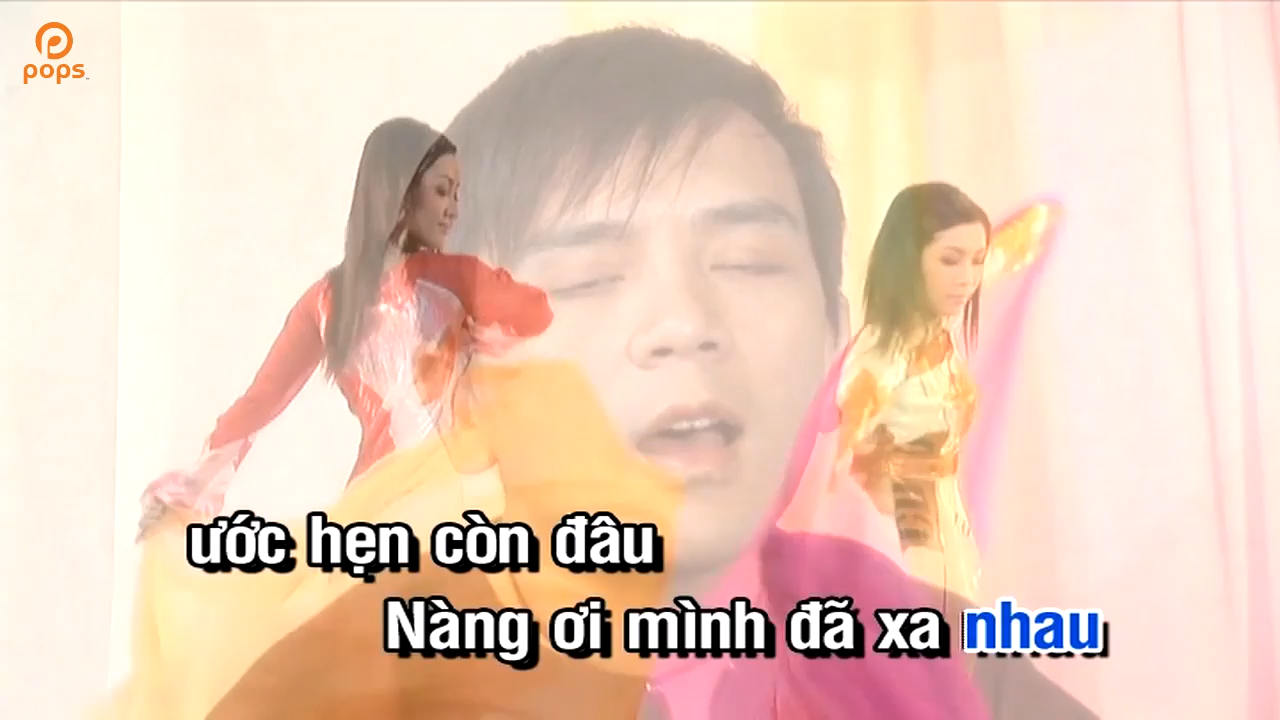 pops
ước hẹn còn đâu
Nàng ơi mình đã xa nhau